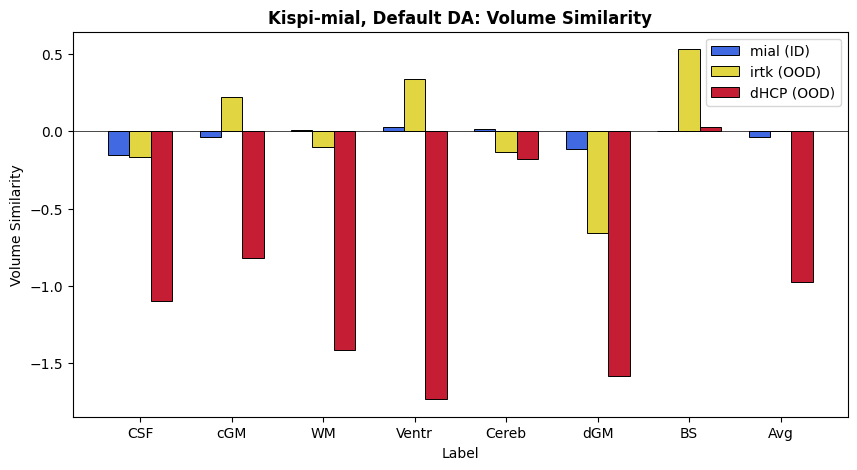 Kispi-mial, Default DA: Volume Similarity
mial (ID)
irtk (OOD)
dHCP (OOD)
0.5
0.0
−0.5
−1.0
−1.5
Volume Similarity
CSF
cGM
WM
Ventr
Cereb
dGM
BS
Avg
Label